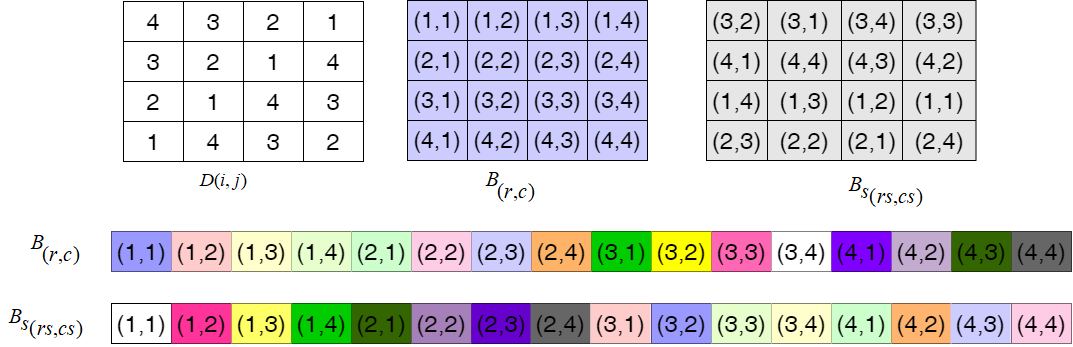 4 3 2 1 (1,1) (1,2) (1,3) (1,4) (3,2) (3,1) (3,4) (3,3)
3 2 1 4 (2,1) (2,2) (2,3) (2,4) (4,1) (4,4) (4,3) (4,2)
2 1 4 3 (3,1) (3,2) (3,3) (3,4) (1,4) (1,3) (1,2) (1,1)
1 4 3 2 (4,1) (4,2) (4,3) (4,4) (2,3) (2,2) (2,1) (2,4)
D(i, j) B(r,c) Bs(rs,cs)
B(r,c) (1,1) (1,2) (1,3) (1,4) (2,1) (2,2) (2,3) (2,4) (3,1) (3,2) (3,3) (3,4) (4,1) (4,2) (4,3) (4,4)
Bs(rs,cs) (1,1) (1,2) (1,3) (1,4) (2,1) (2,2) (2,3) (2,4) (3,1) (3,2) (3,3) (3,4) (4,1) (4,2) (4,3) (4,4)